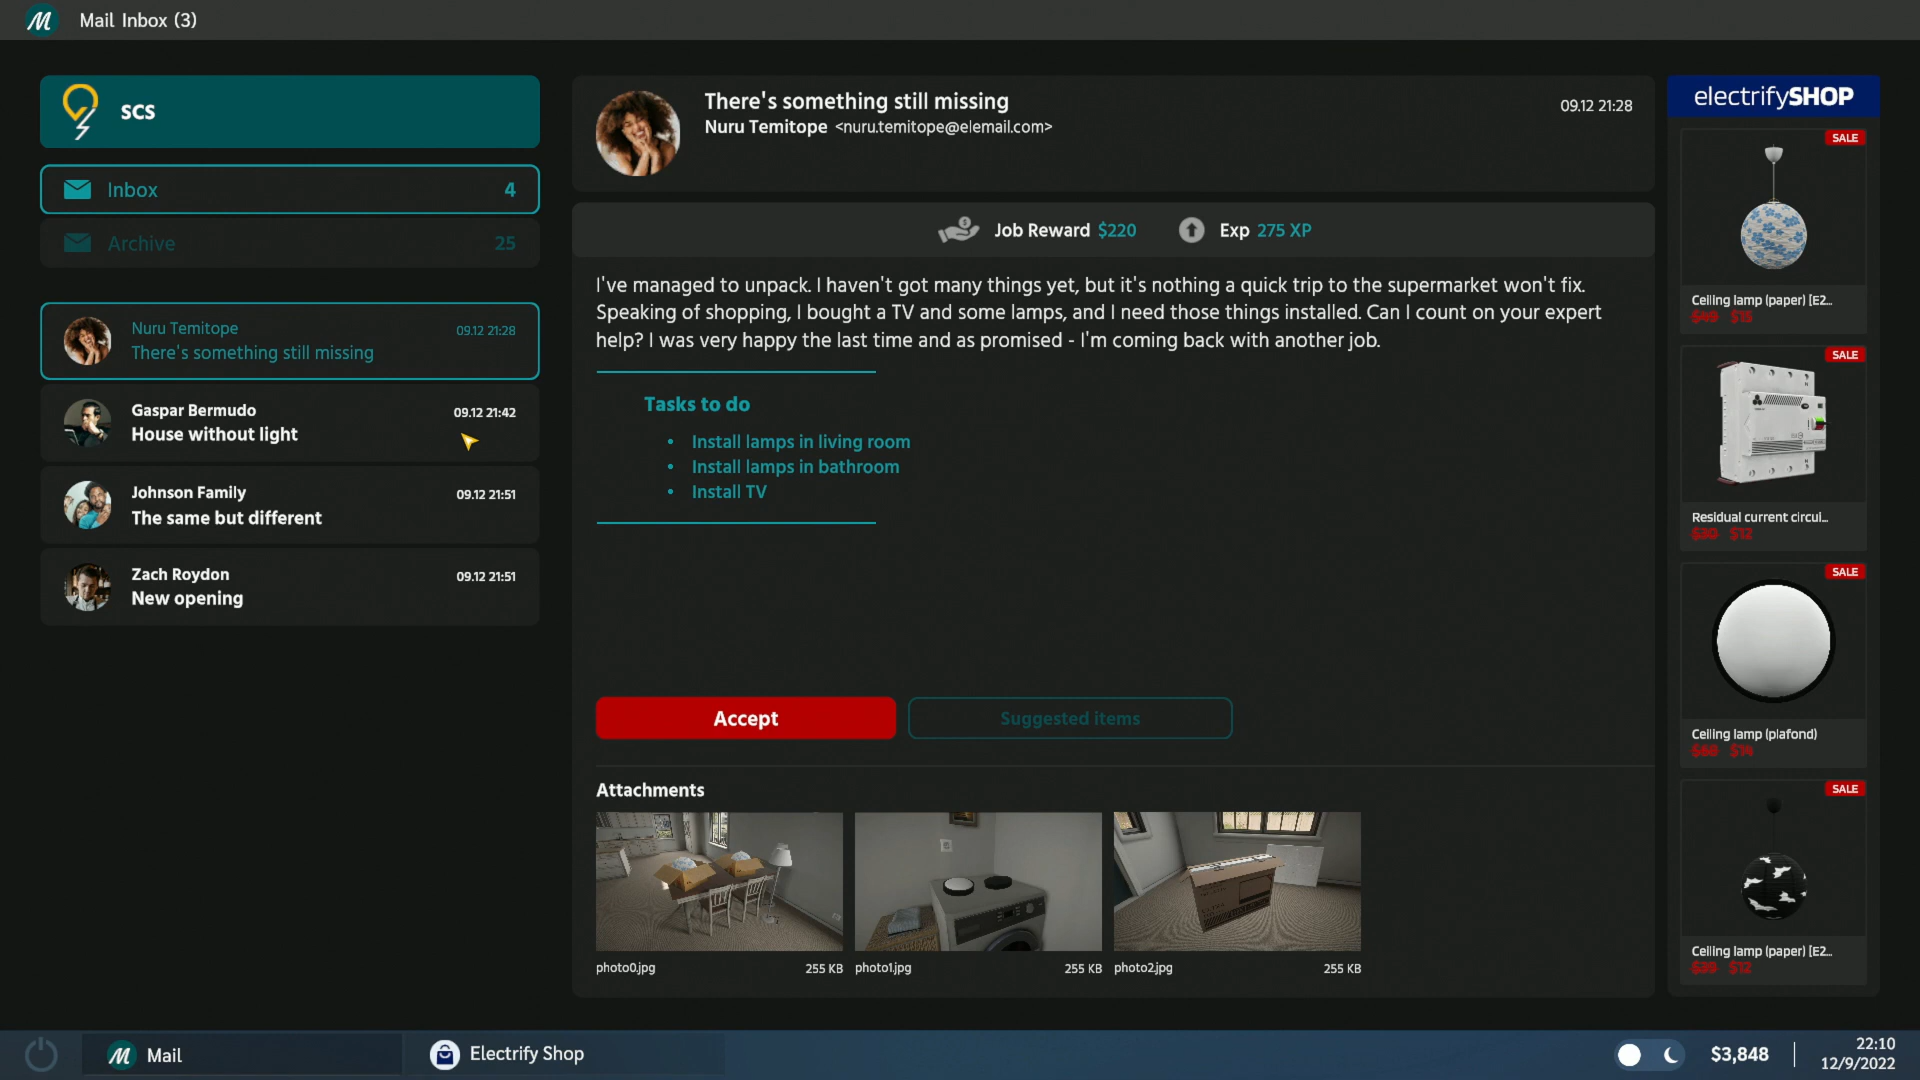 Mail Inbox (3)
SCS
Inbox 4
Archive 25
Nuru Temitope 09.12 21:28
There's something still missing
Gaspar Bermudo 09.12 21:42
House without light
Johnson Family 09.12 21:51
The same but different
Zach Roydon 09.12 21:51
New opening
There's something still missing 09.12 21:28
Nuru Temitope <nuru.temitope@elemail.com>
Job Reward $220 Exp 275 XP
I've managed to unpack. I haven't got many things yet, but it's nothing a quick trip to the supermarket won't fix.
Speaking of shopping, I bought a TV and some lamps, and I need those things installed. Can I count on your expert
help? I was very happy the last time and as promised - I'm coming back with another job.
Tasks to do
• Install lamps in living room
• Install lamps in bathroom
• Install TV
Accept Suggested items
Attachments
photo0.jpg 255 KB photo1.jpg 255 KB photo2.jpg 255 KB
electrifySHOP
SALE
Ceiling lamp (paper) [E2...
$49 $15
SALE
Residual current circui...
$30 $12
SALE
Ceiling lamp (plafond)
$68 $14
SALE
Ceiling lamp (paper) [E2...
$39 $12
Mail Electrify Shop $3,848 22:10
12/9/2022